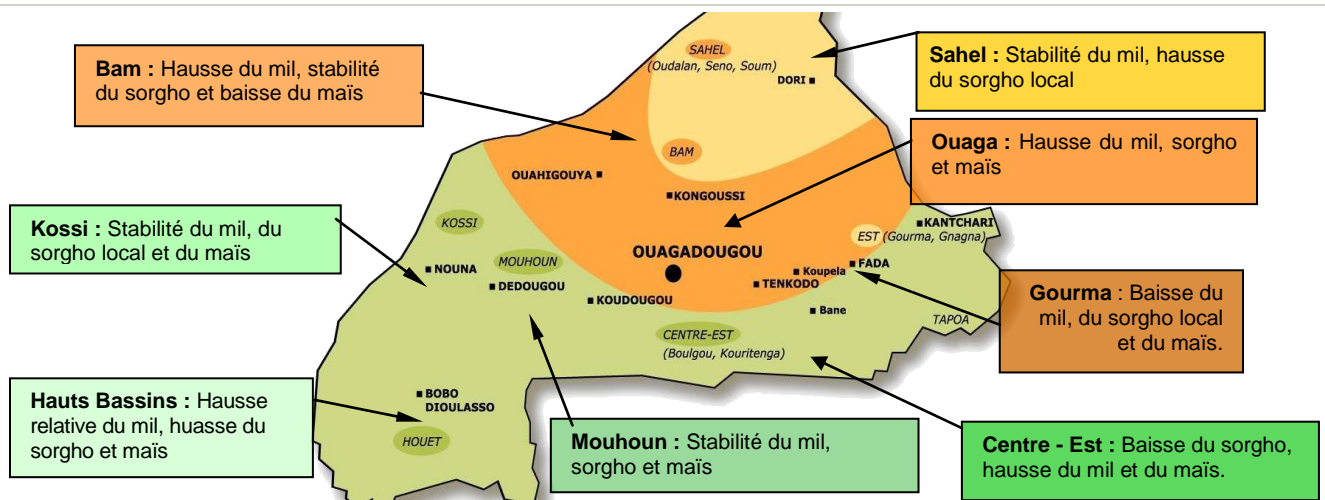 Bam : Hausse du mil, stabilité
du sorgho et baisse du maïs
SAHEL
(Oudalan, Seno, Soum)
DORI
Sahel : Stabilité du mil, hausse
du sorgho local
Ouaga : Hausse du mil, sorgho
et maïs
BAM
OUAHIGOUYA
KONGOUSSI
Kossi : Stabilité du mil, du
sorgho local et du maïs
KOSSI
MOUHOUN
NOUNA
DEDOUGOU
KOUDOUGOU
OUAGADOUGOU
KANTCHARI
EST (Gourma, Gnagna)
FADA
Koupela
TENKODO
Bane
TAPOA
Gourma : Baisse du
mil, du sorgho local
et du maïs.
CENTRE-EST
(Boulgou, Kouritenga)
Hauts Bassins : Hausse
relative du mil, huasse du
sorgho et maïs
BOBO
DIOULASSO
HOUET
Mouhoun : Stabilité du mil,
sorgho et maïs
Centre - Est : Baisse du sorgho,
hausse du mil et du maïs.